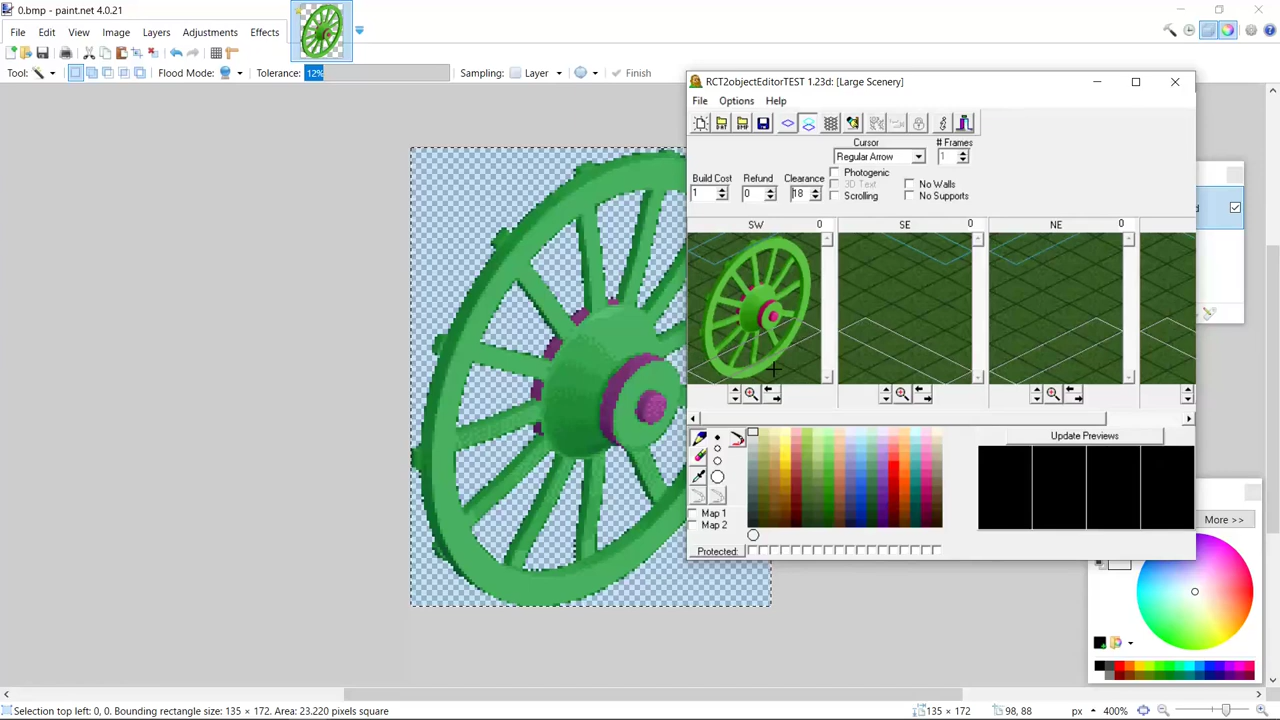 0.bmp - paint.net 4.0.21
File Edit View Image Layers Adjustments Effects
Tool: Flood Mode: Tolerance: 12% Sampling: Layer Finish
RCT2objectEditorTEST 1.23d: [Large Scenery]
File Options Help
Cursor # Frames
Regular Arrow 1
Build Cost Refund Clearance Photogenic
3D Text No Walls
1 0 18 Scrolling No Supports
SW 0 SE 0 NE 0
Update Previews
Map 1
Map 2
Protected:
More >>
Selection top left: 0, 0. Bounding rectangle size: 135 × 172. Area: 23.220 pixels square 135 × 172 98, 88 px 400%